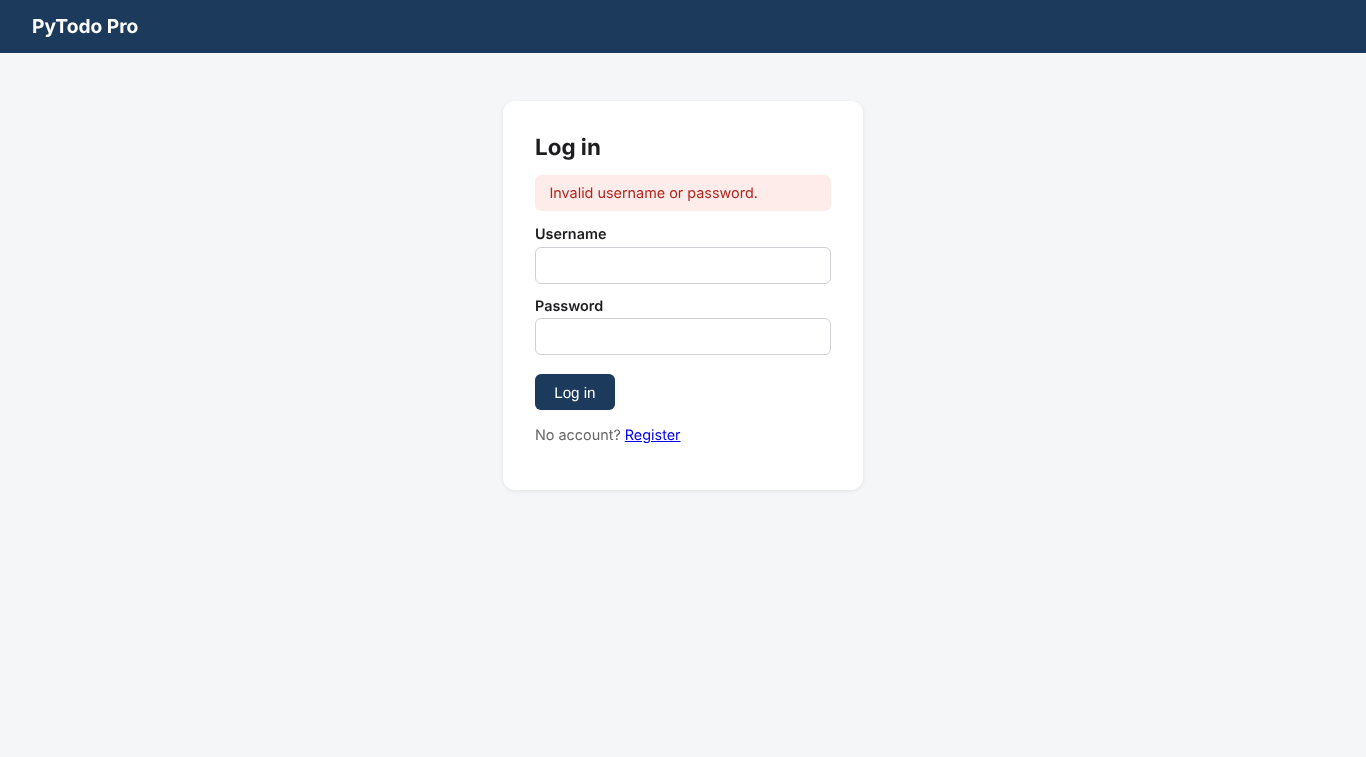 PyTodo Pro
Log in
Invalid username or password.
Username
Password
Log in
No account? Register